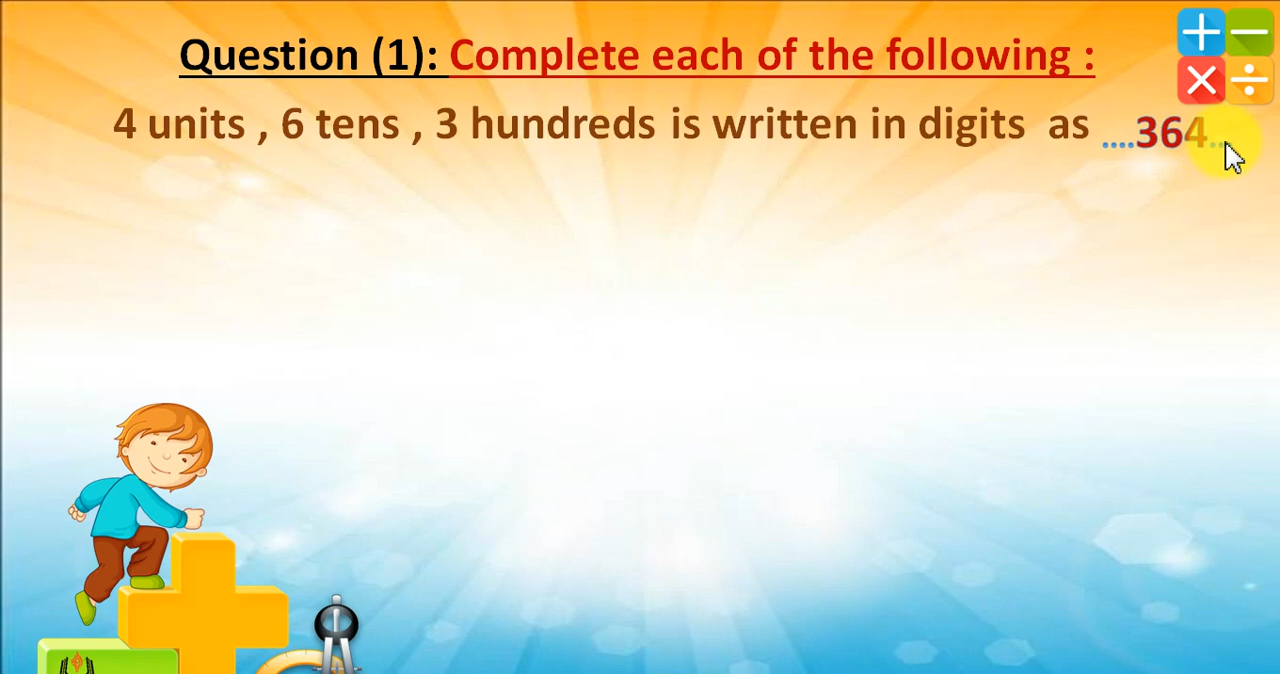 Question (1): Complete each of the following :
4 units , 6 tens , 3 hundreds is written in digits as ....364..